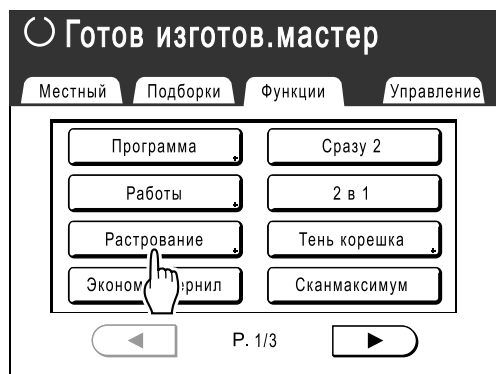 Готов изготов.мастер
Местный Подборки Функции Управление
Программа Сразу 2
Работы 2 в 1
Растрование Тень корешка
Сканмаксимум
P. 1/3